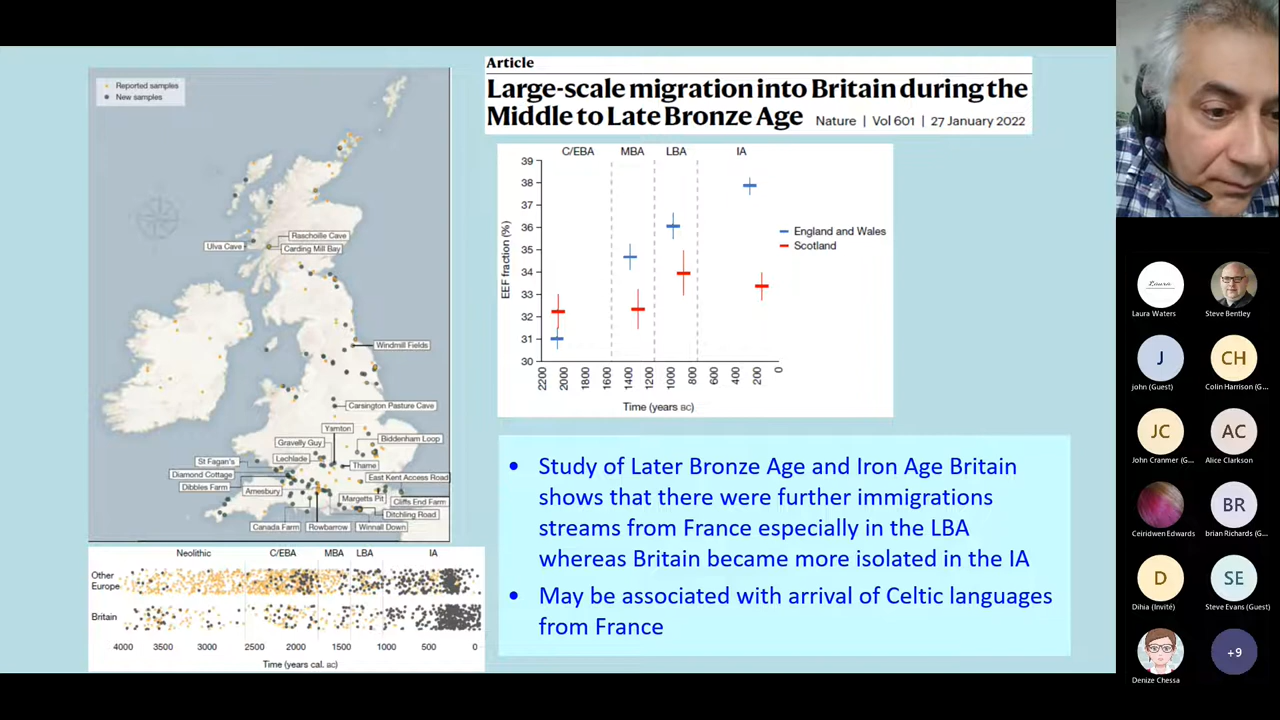 Reported samples
New samples
Ulva Cave
Raschoille Cave
Carding Mill Bay
Windmill Fields
Carsington Pasture Cave
Yarnton
Gravelly Guy
Biddenham Loop
St Fagan's
Lechlade
Thame
Diamond Cottage
East Kent Access Road
Dibbles Farm
Amesbury
Margetts Pit
Cliffs End Farm
Ditchling Road
Canada Farm
Rowbarrow
Winnall Down
Neolithic C/EBA MBA LBA IA
Other
Europe
Britain
4000 3500 3000 2500 2000 1500 1000 500 0
Time (years cal. BC)
Article
Large-scale migration into Britain during the
Middle to Late Bronze Age Nature | Vol 601 | 27 January 2022
C/EBA MBA LBA IA
EEF fraction (%)
39
38
37
36
35
34
33
32
31
30
2200 2000 1800 1600 1400 1200 1000 800 600 400 200 0
Time (years BC)
England and Wales
Scotland
• Study of Later Bronze Age and Iron Age Britain
shows that there were further immigrations
streams from France especially in the LBA
whereas Britain became more isolated in the IA
• May be associated with arrival of Celtic languages
from France
Laura
Laura Waters
Steve Bentley
J
john (Guest)
CH
Colin Harrison (G...
JC
John Cranmer (G...
AC
Alice Clarkson
Ceiridwen Edwards
BR
brian Richards (G...
D
Dihia (Invité)
SE
Steve Evans (Guest)
Denize Chessa
+9